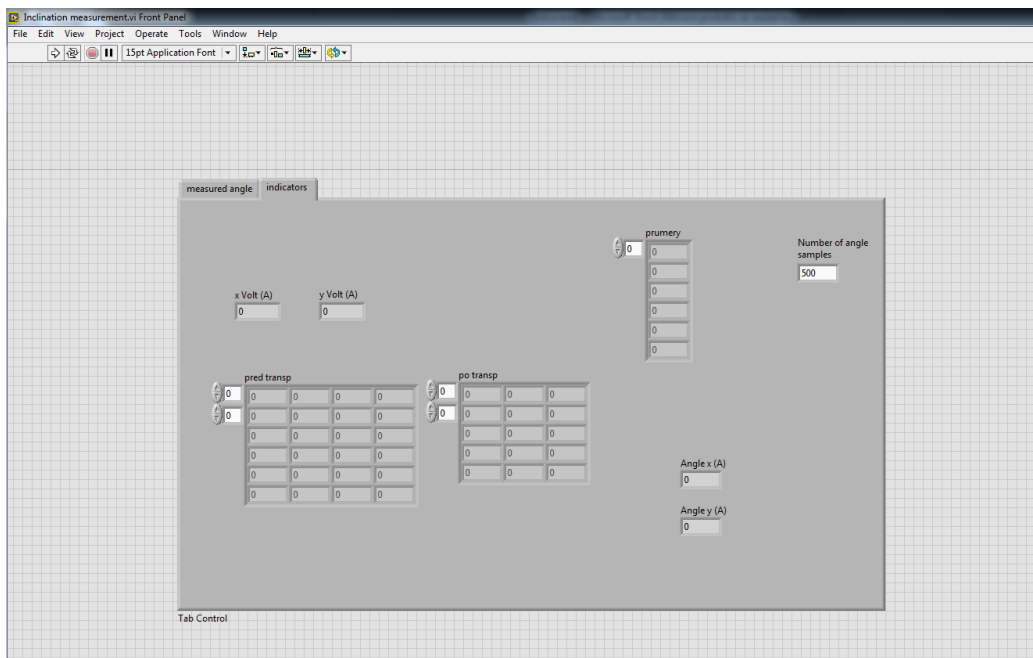 Inclination measurement.vi Front Panel
File Edit View Project Operate Tools Window Help
15pt Application Font
measured angle indicators
prumery
0 0
0
0
0
0
0
Number of angle
samples
500
x Volt (A) y Volt (A)
0 0
pred transp
0 0 0 0 0
0 0 0 0 0
0 0 0 0
0 0 0 0
0 0 0 0
0 0 0 0
po transp
0 0 0 0
0 0 0 0
0 0 0
0 0 0
0 0 0
Angle x (A)
0
Angle y (A)
0
Tab Control